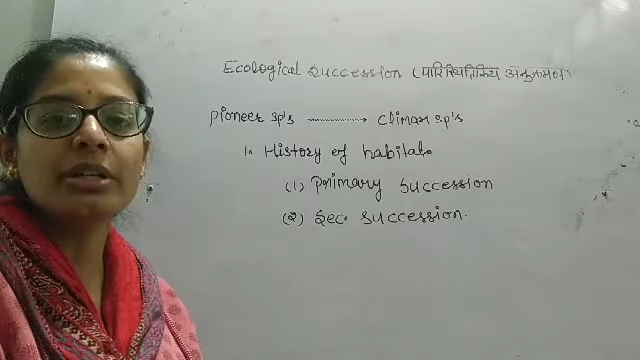 Ecological Succession (पारिस्थितिकिय अनुक्रमण)
Pioneer sp's ----------→ climax sp's
1. History of habitat.
(1) Primary succession
(2) Sec. succession.